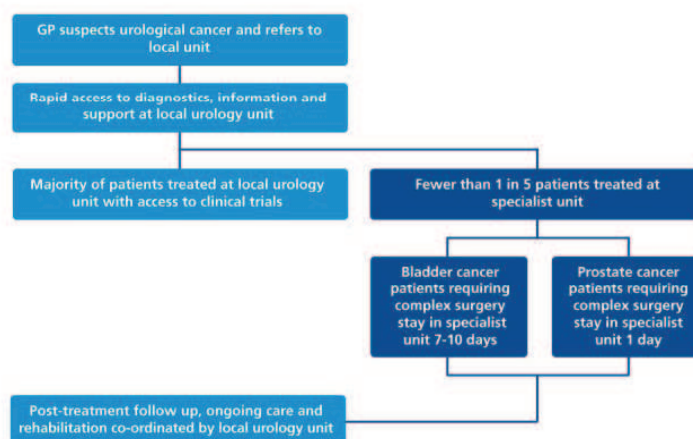 GP suspects urological cancer and refers to
local unit
Rapid access to diagnostics, information and
support at local urology unit
Majority of patients treated at local urology
unit with access to clinical trials
Fewer than 1 in 5 patients treated at
specialist unit
Bladder cancer
patients requiring
complex surgery
stay in specialist
unit 7-10 days
Prostate cancer
patients requiring
complex surgery
stay in specialist
unit 1 day
Post-treatment follow up, ongoing care and
rehabilitation co-ordinated by local urology unit